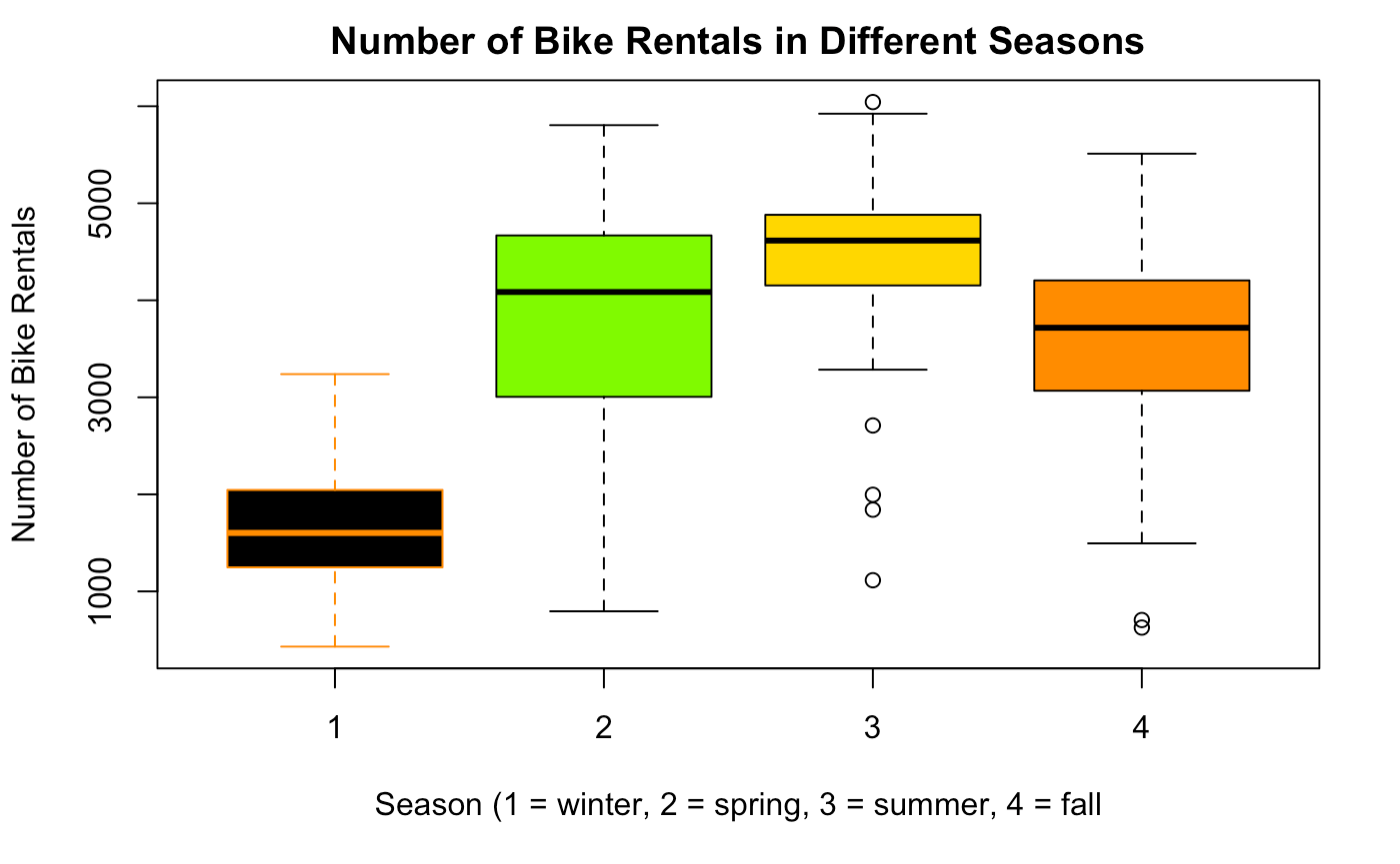 Number of Bike Rentals in Different Seasons
Number of Bike Rentals
5000
3000
1000
1 2 3 4
Season (1 = winter, 2 = spring, 3 = summer, 4 = fall